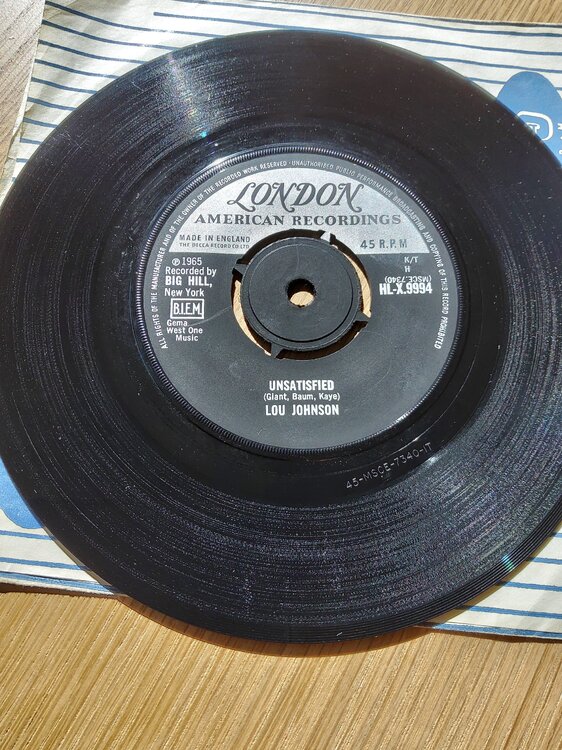 ALL RIGHTS OF THE MANUFACTURER AND OF THE OWNER OF THE RECORDED WORK RESERVED · UNAUTHORISED PUBLIC PERFORMANCE BROADCASTING AND COPYING OF THIS RECORD PROHIBITED
LONDON
AMERICAN RECORDINGS
MADE IN ENGLAND
THE DECCA RECORD CO LTD
45 R.P.M
℗ 1965
Recorded by
BIG HILL,
New York
B.I.E.M.
Gema
West One
Music
K/T
H
(MSCE.7340)
HL-X.9994
UNSATISFIED
(Giant, Baum, Kaye)
LOU JOHNSON
45-MSCE-7340-1T